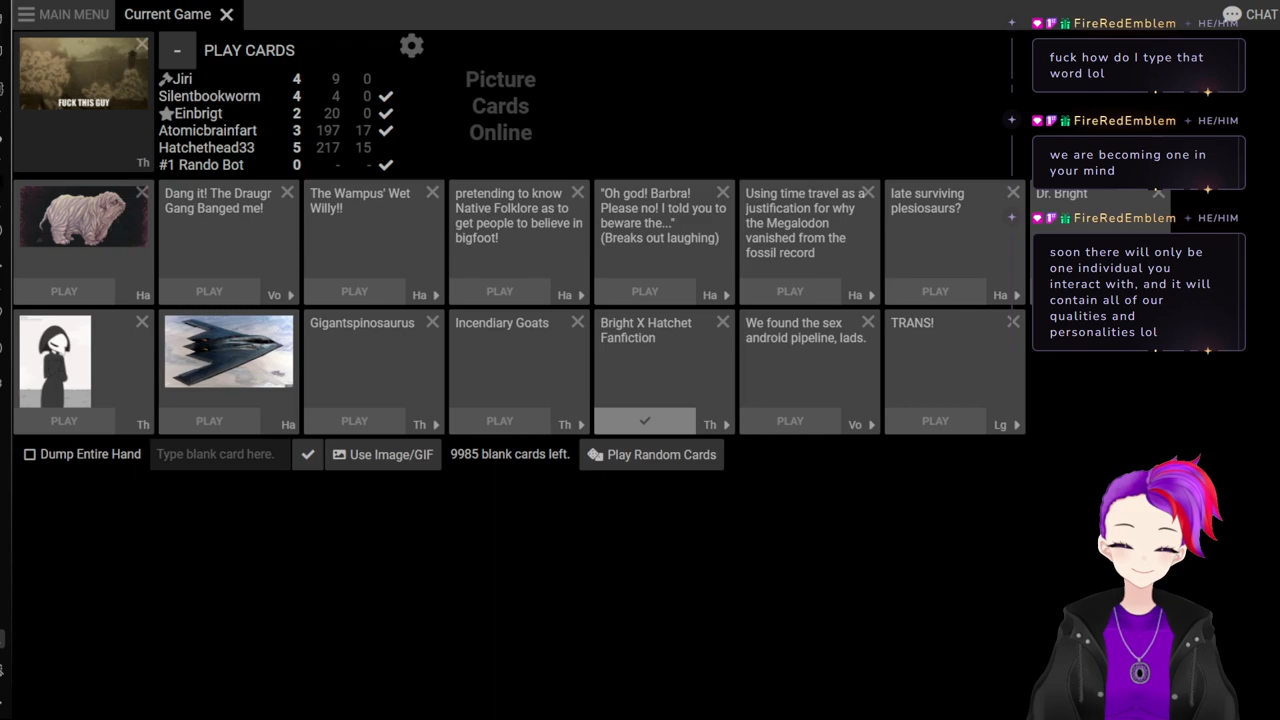 MAIN MENU
Current Game
CHAT
FUCK THIS GUY
Th
-
PLAY CARDS
Jiri 4 9 0
Silentbookworm 4 4 0
Einbrigt 2 20 0
Atomicbrainfart 3 197 17
Hatchethead33 5 217 15
#1 Rando Bot 0 - -
Picture
Cards
Online
PLAY
Ha
Dang it! The Draugr
Gang Banged me!
PLAY
Vo
The Wampus' Wet
Willy!!
PLAY
Ha
pretending to know
Native Folklore as to
get people to believe in
bigfoot!
PLAY
Ha
"Oh god! Barbra!
Please no! I told you to
beware the..."
(Breaks out laughing)
PLAY
Ha
Using time travel as a
justification for why
the Megalodon
vanished from the
fossil record
PLAY
Ha
late surviving
plesiosaurs?
PLAY
Ha
Dr. Bright
PLAY
Th
PLAY
Ha
Gigantspinosaurus
PLAY
Th
Incendiary Goats
PLAY
Th
Bright X Hatchet
Fanfiction
Th
We found the sex
android pipeline, lads.
PLAY
Vo
TRANS!
PLAY
Lg
Dump Entire Hand
Type blank card here.
Use Image/GIF
9985 blank cards left.
Play Random Cards
FireRedEmblem HE/HIM
fuck how do I type that
word lol
FireRedEmblem HE/HIM
we are becoming one in
your mind
FireRedEmblem HE/HIM
soon there will only be
one individual you
interact with, and it will
contain all of our
qualities and
personalities lol